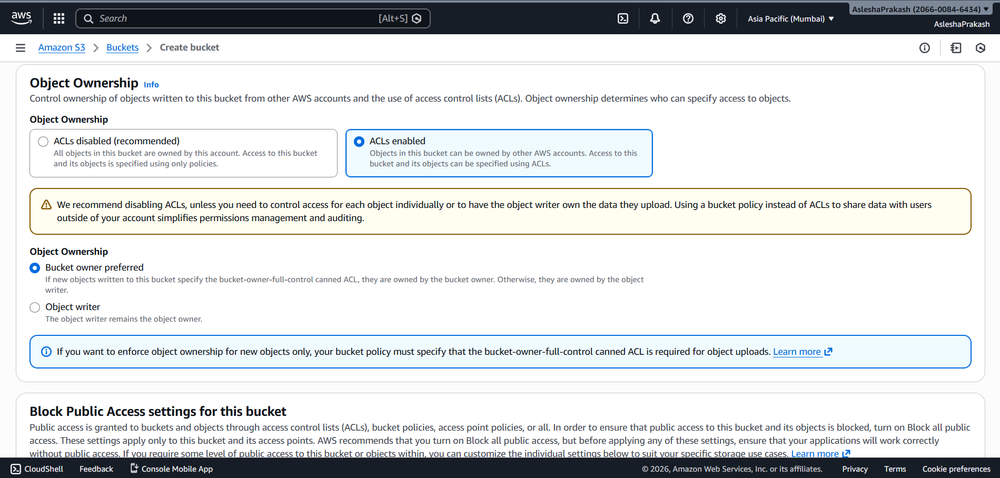 aws
Search
[Alt+S]
Asia Pacific (Mumbai)
AsleshaPrakash (2066-0084-6434)
AsleshaPrakash
Amazon S3
Buckets
Create bucket
Object Ownership Info
Control ownership of objects written to this bucket from other AWS accounts and the use of access control lists (ACLs). Object ownership determines who can specify access to objects.
Object Ownership
ACLs disabled (recommended)
All objects in this bucket are owned by this account. Access to this bucket
and its objects is specified using only policies.
ACLs enabled
Objects in this bucket can be owned by other AWS accounts. Access to this
bucket and its objects can be specified using ACLs.
We recommend disabling ACLs, unless you need to control access for each object individually or to have the object writer own the data they upload. Using a bucket policy instead of ACLs to share data with users
outside of your account simplifies permissions management and auditing.
Object Ownership
Bucket owner preferred
If new objects written to this bucket specify the bucket-owner-full-control canned ACL, they are owned by the bucket owner. Otherwise, they are owned by the object
writer.
Object writer
The object writer remains the object owner.
If you want to enforce object ownership for new objects only, your bucket policy must specify that the bucket-owner-full-control canned ACL is required for object uploads. Learn more
Block Public Access settings for this bucket
Public access is granted to buckets and objects through access control lists (ACLs), bucket policies, access point policies, or all. In order to ensure that public access to this bucket and its objects is blocked, turn on Block all public
access. These settings apply only to this bucket and its access points. AWS recommends that you turn on Block all public access, but before applying any of these settings, ensure that your applications will work correctly
without public access. If you require some level of public access to this bucket or objects within, you can customize the individual settings below to suit your specific storage use cases. Learn more
CloudShell
Feedback
Console Mobile App
© 2026, Amazon Web Services, Inc. or its affiliates.
Privacy
Terms
Cookie preferences